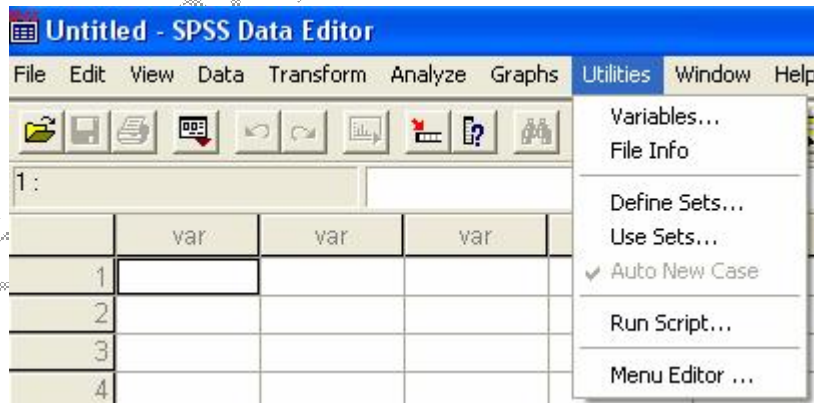 Untitled - SPSS Data Editor
File Edit View Data Transform Analyze Graphs Utilities Window Help
1 :
var var var
1
2
3
4
Variables...
File Info
Define Sets...
Use Sets...
Auto New Case
Run Script...
Menu Editor ...